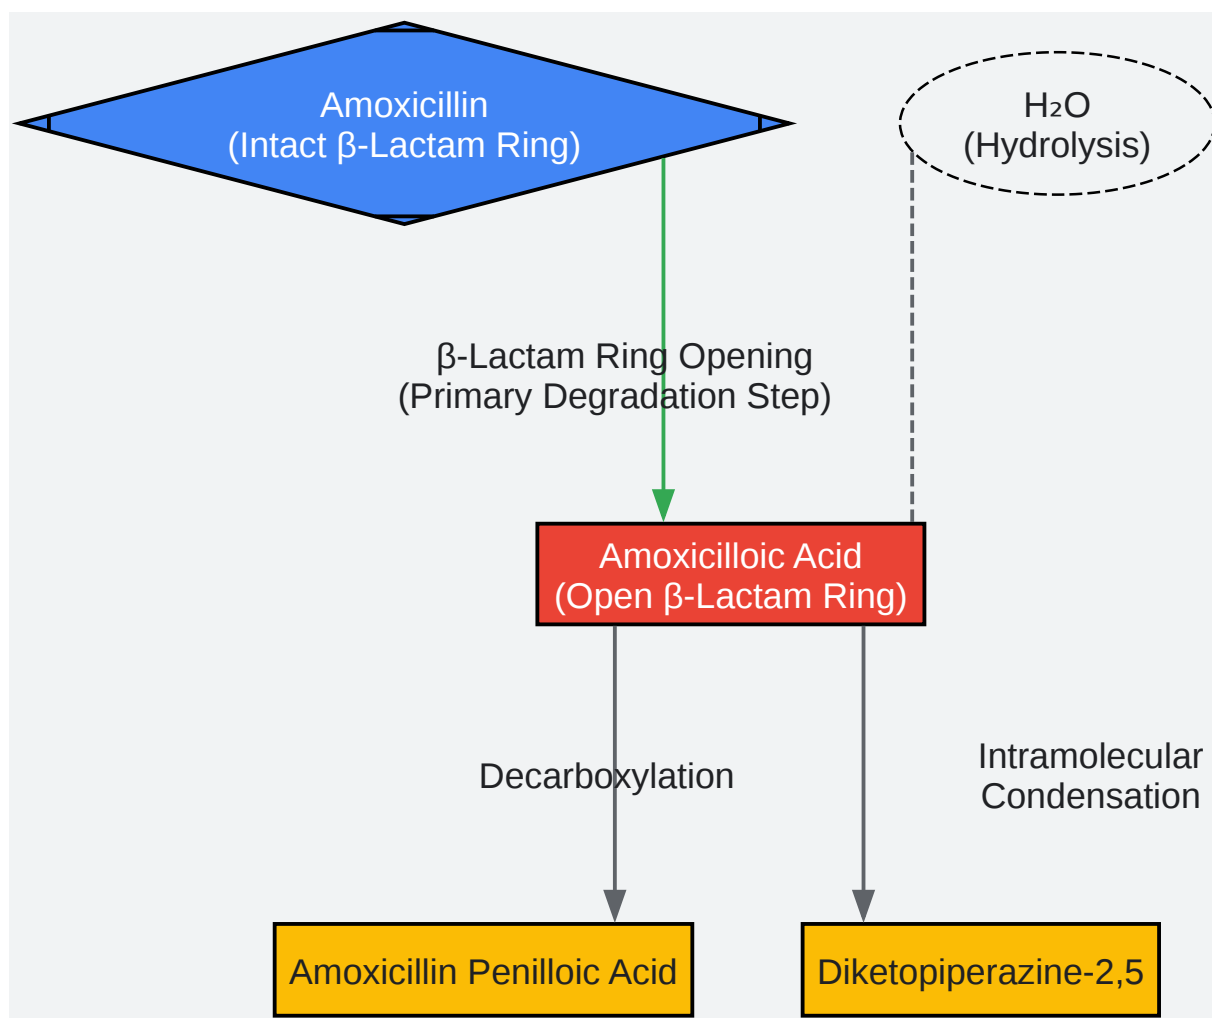 Amoxicillin
(Intact β-Lactam Ring)
H₂O
(Hydrolysis)
β-Lactam Ring Opening
(Primary Degradation Step)
Amoxicilloic Acid
(Open β-Lactam Ring)
Decarboxylation
Intramolecular
Condensation
Amoxicillin Penilloic Acid
Diketopiperazine-2,5